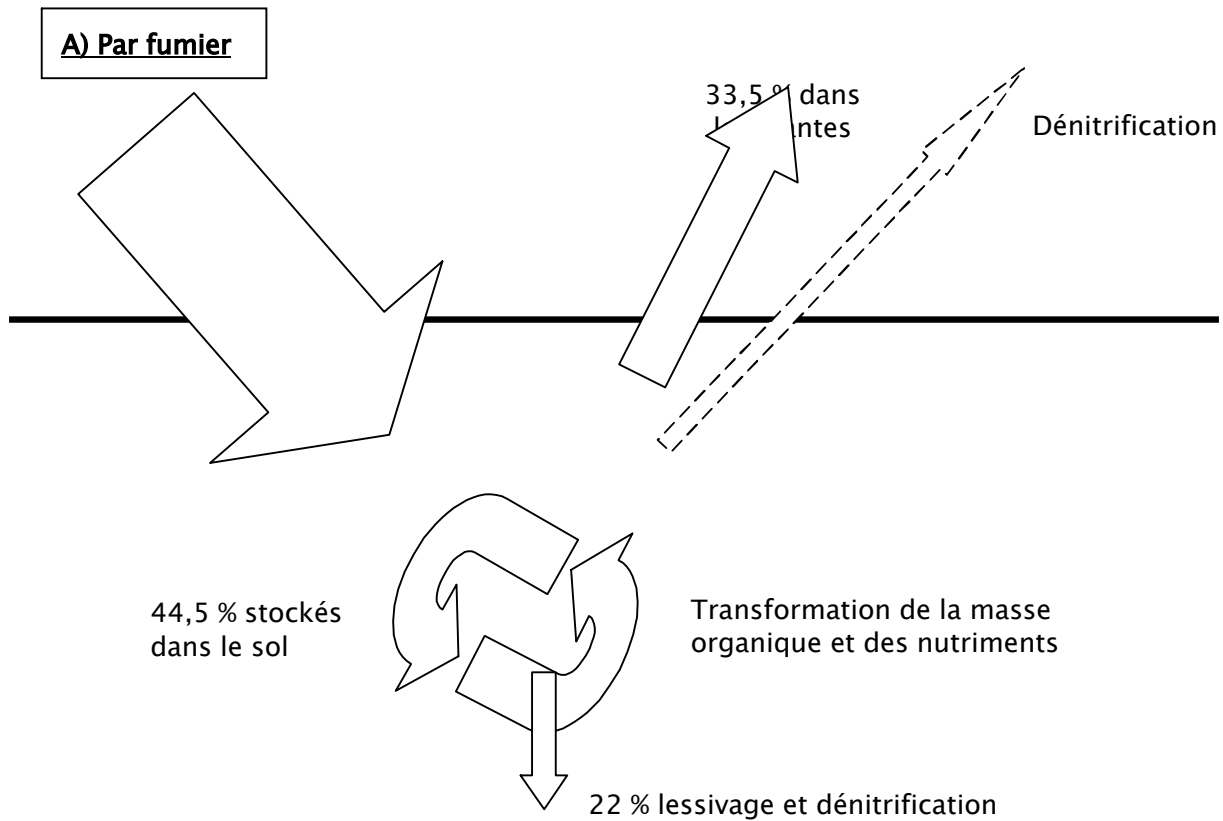 A) Par fumier
33,5 % dans
antes
Dénitrification
44,5 % stockés
dans le sol
Transformation de la masse
organique et des nutriments
22 % lessivage et dénitrification